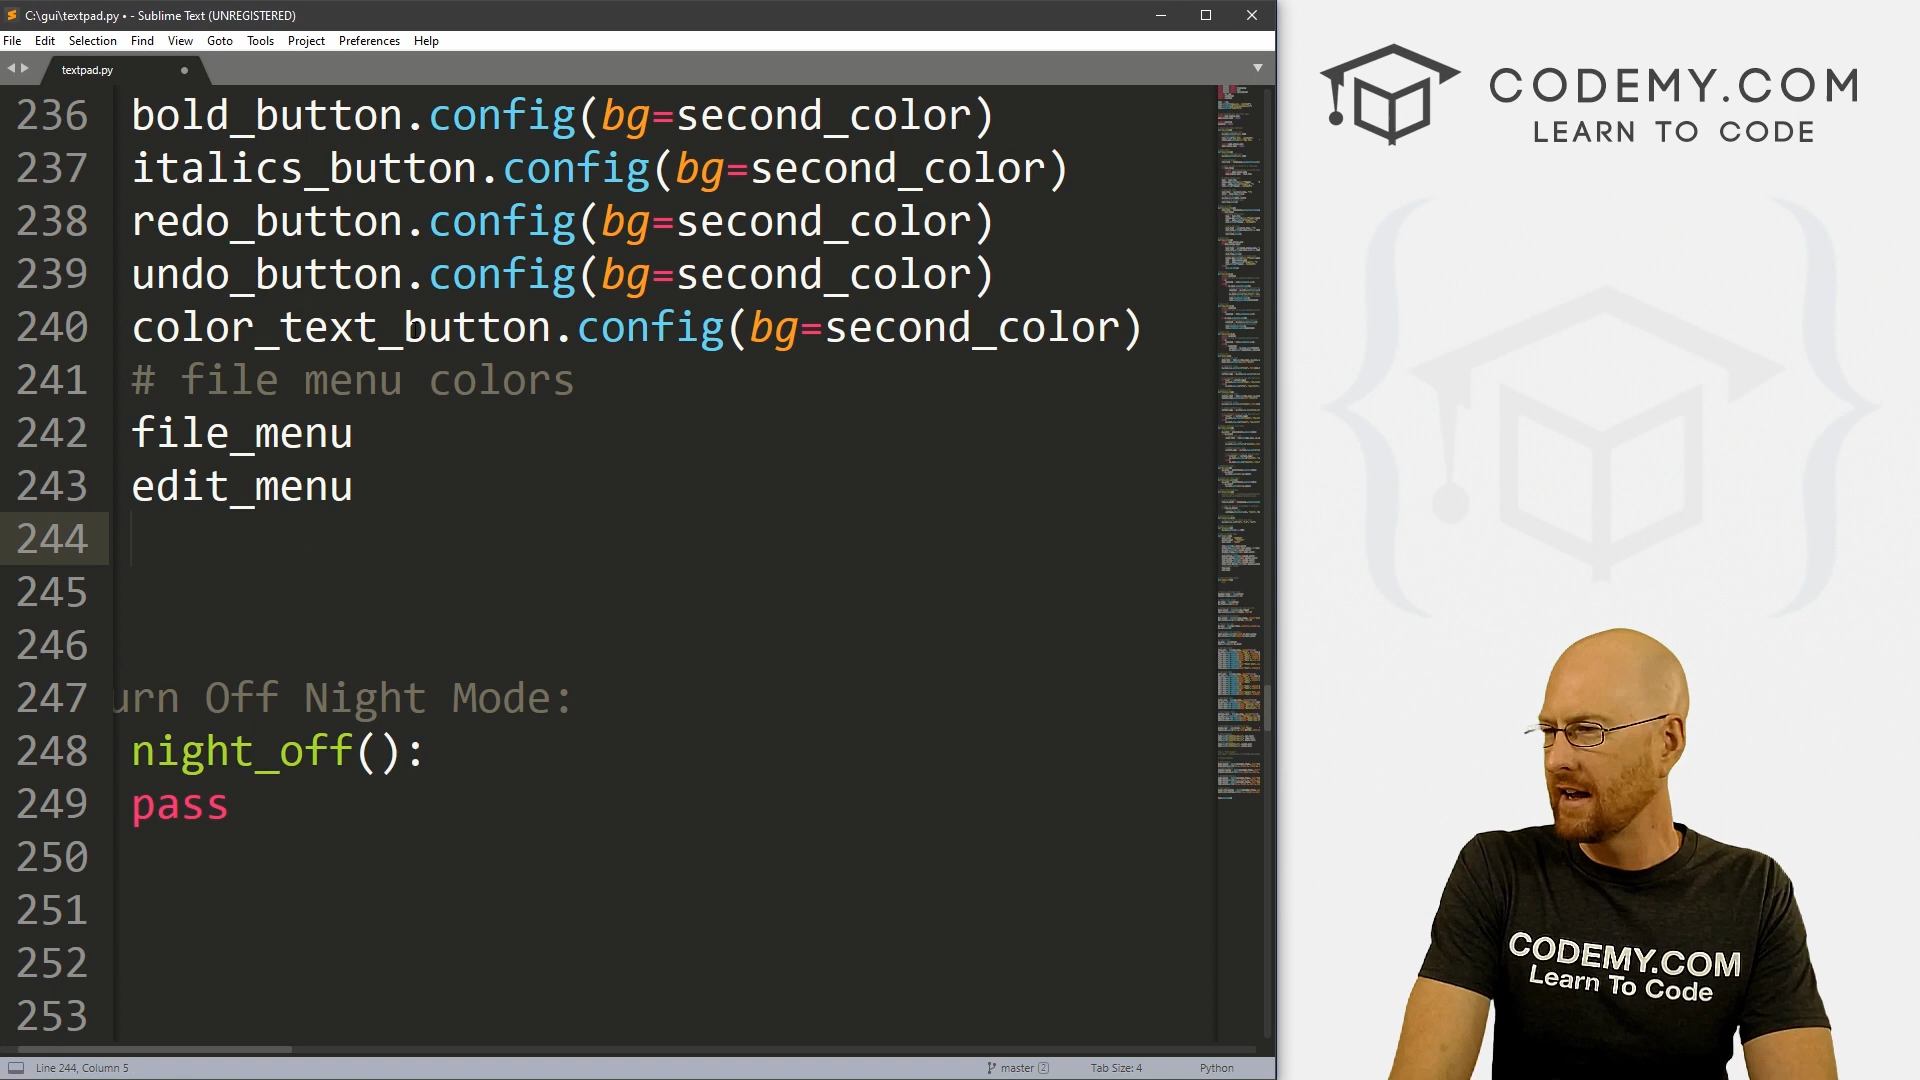 C:\gui\textpad.py • - Sublime Text (UNREGISTERED)
File Edit Selection Find View Goto Tools Project Preferences Help
textpad.py
236 bold_button.config(bg=second_color)
237 italics_button.config(bg=second_color)
238 redo_button.config(bg=second_color)
239 undo_button.config(bg=second_color)
240 color_text_button.config(bg=second_color)
241 # file menu colors
242 file_menu
243 edit_menu
244
245
246
247 urn Off Night Mode:
248 night_off():
249 pass
250
251
252
253
Line 244, Column 5
master 2
Tab Size: 4
Python
CODEMY.COM
LEARN TO CODE
CODEMY.COM
Learn To Code